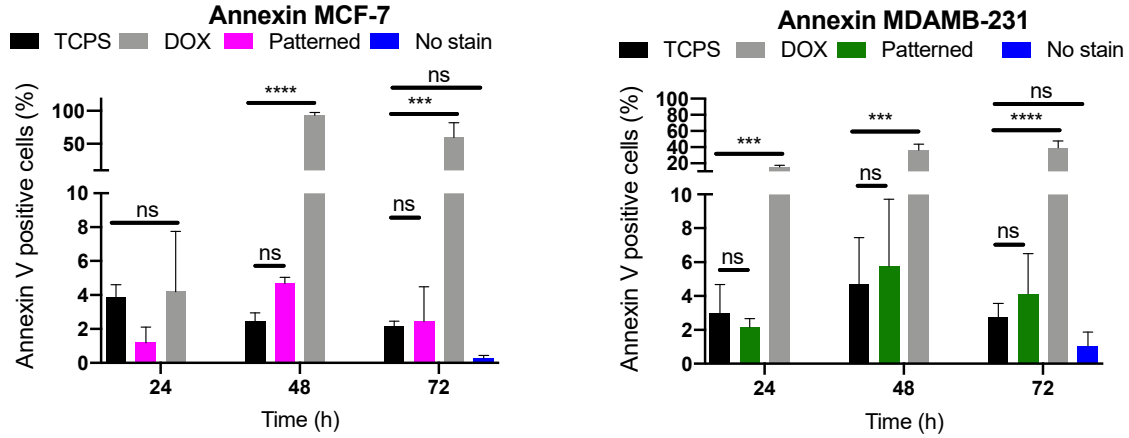 Annexin MCF-7
TCPS DOX Patterned No stain
Annexin V positive cells (%)
100
50
10
8
6
4
2
0
ns
ns
****
ns
***
ns
24 48 72
Time (h)
Annexin MDAMB-231
TCPS DOX Patterned No stain
Annexin V positive cells (%)
100
80
60
40
20
10
8
6
4
2
0
***
ns
***
ns
ns
****
ns
24 48 72
Time (h)